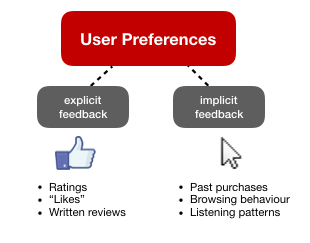 User Preferences
explicit
feedback
implicit
feedback
• Ratings
• “Likes”
• Written reviews
• Past purchases
• Browsing behaviour
• Listening patterns